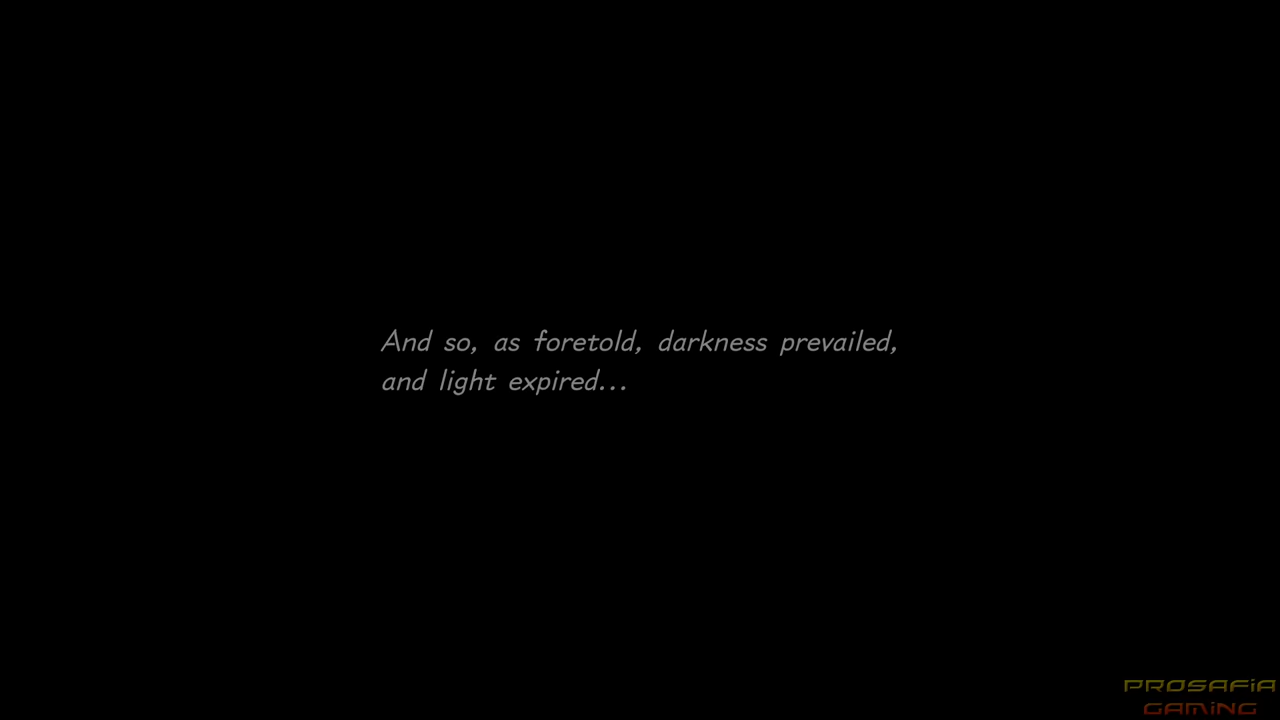 And so, as foretold, darkness prevailed,
and light expired...
PROSAFiA
GAMiNG